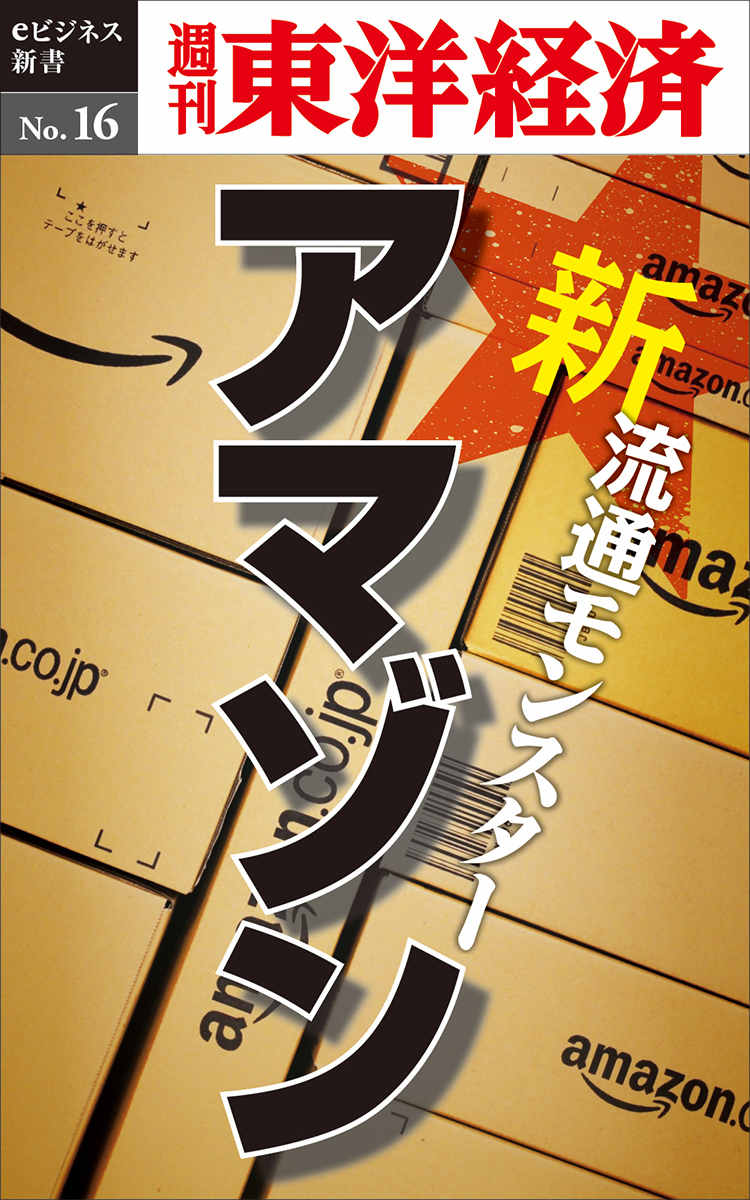 eビジネス
新書
No. 16
週刊
東洋経済
新
流通モンスター
アマゾン
★
ここを押すと
テープをはがせます
amaz
amazon.c
amaz
n.co.jp®
amazon.co.jp®
amazon.c